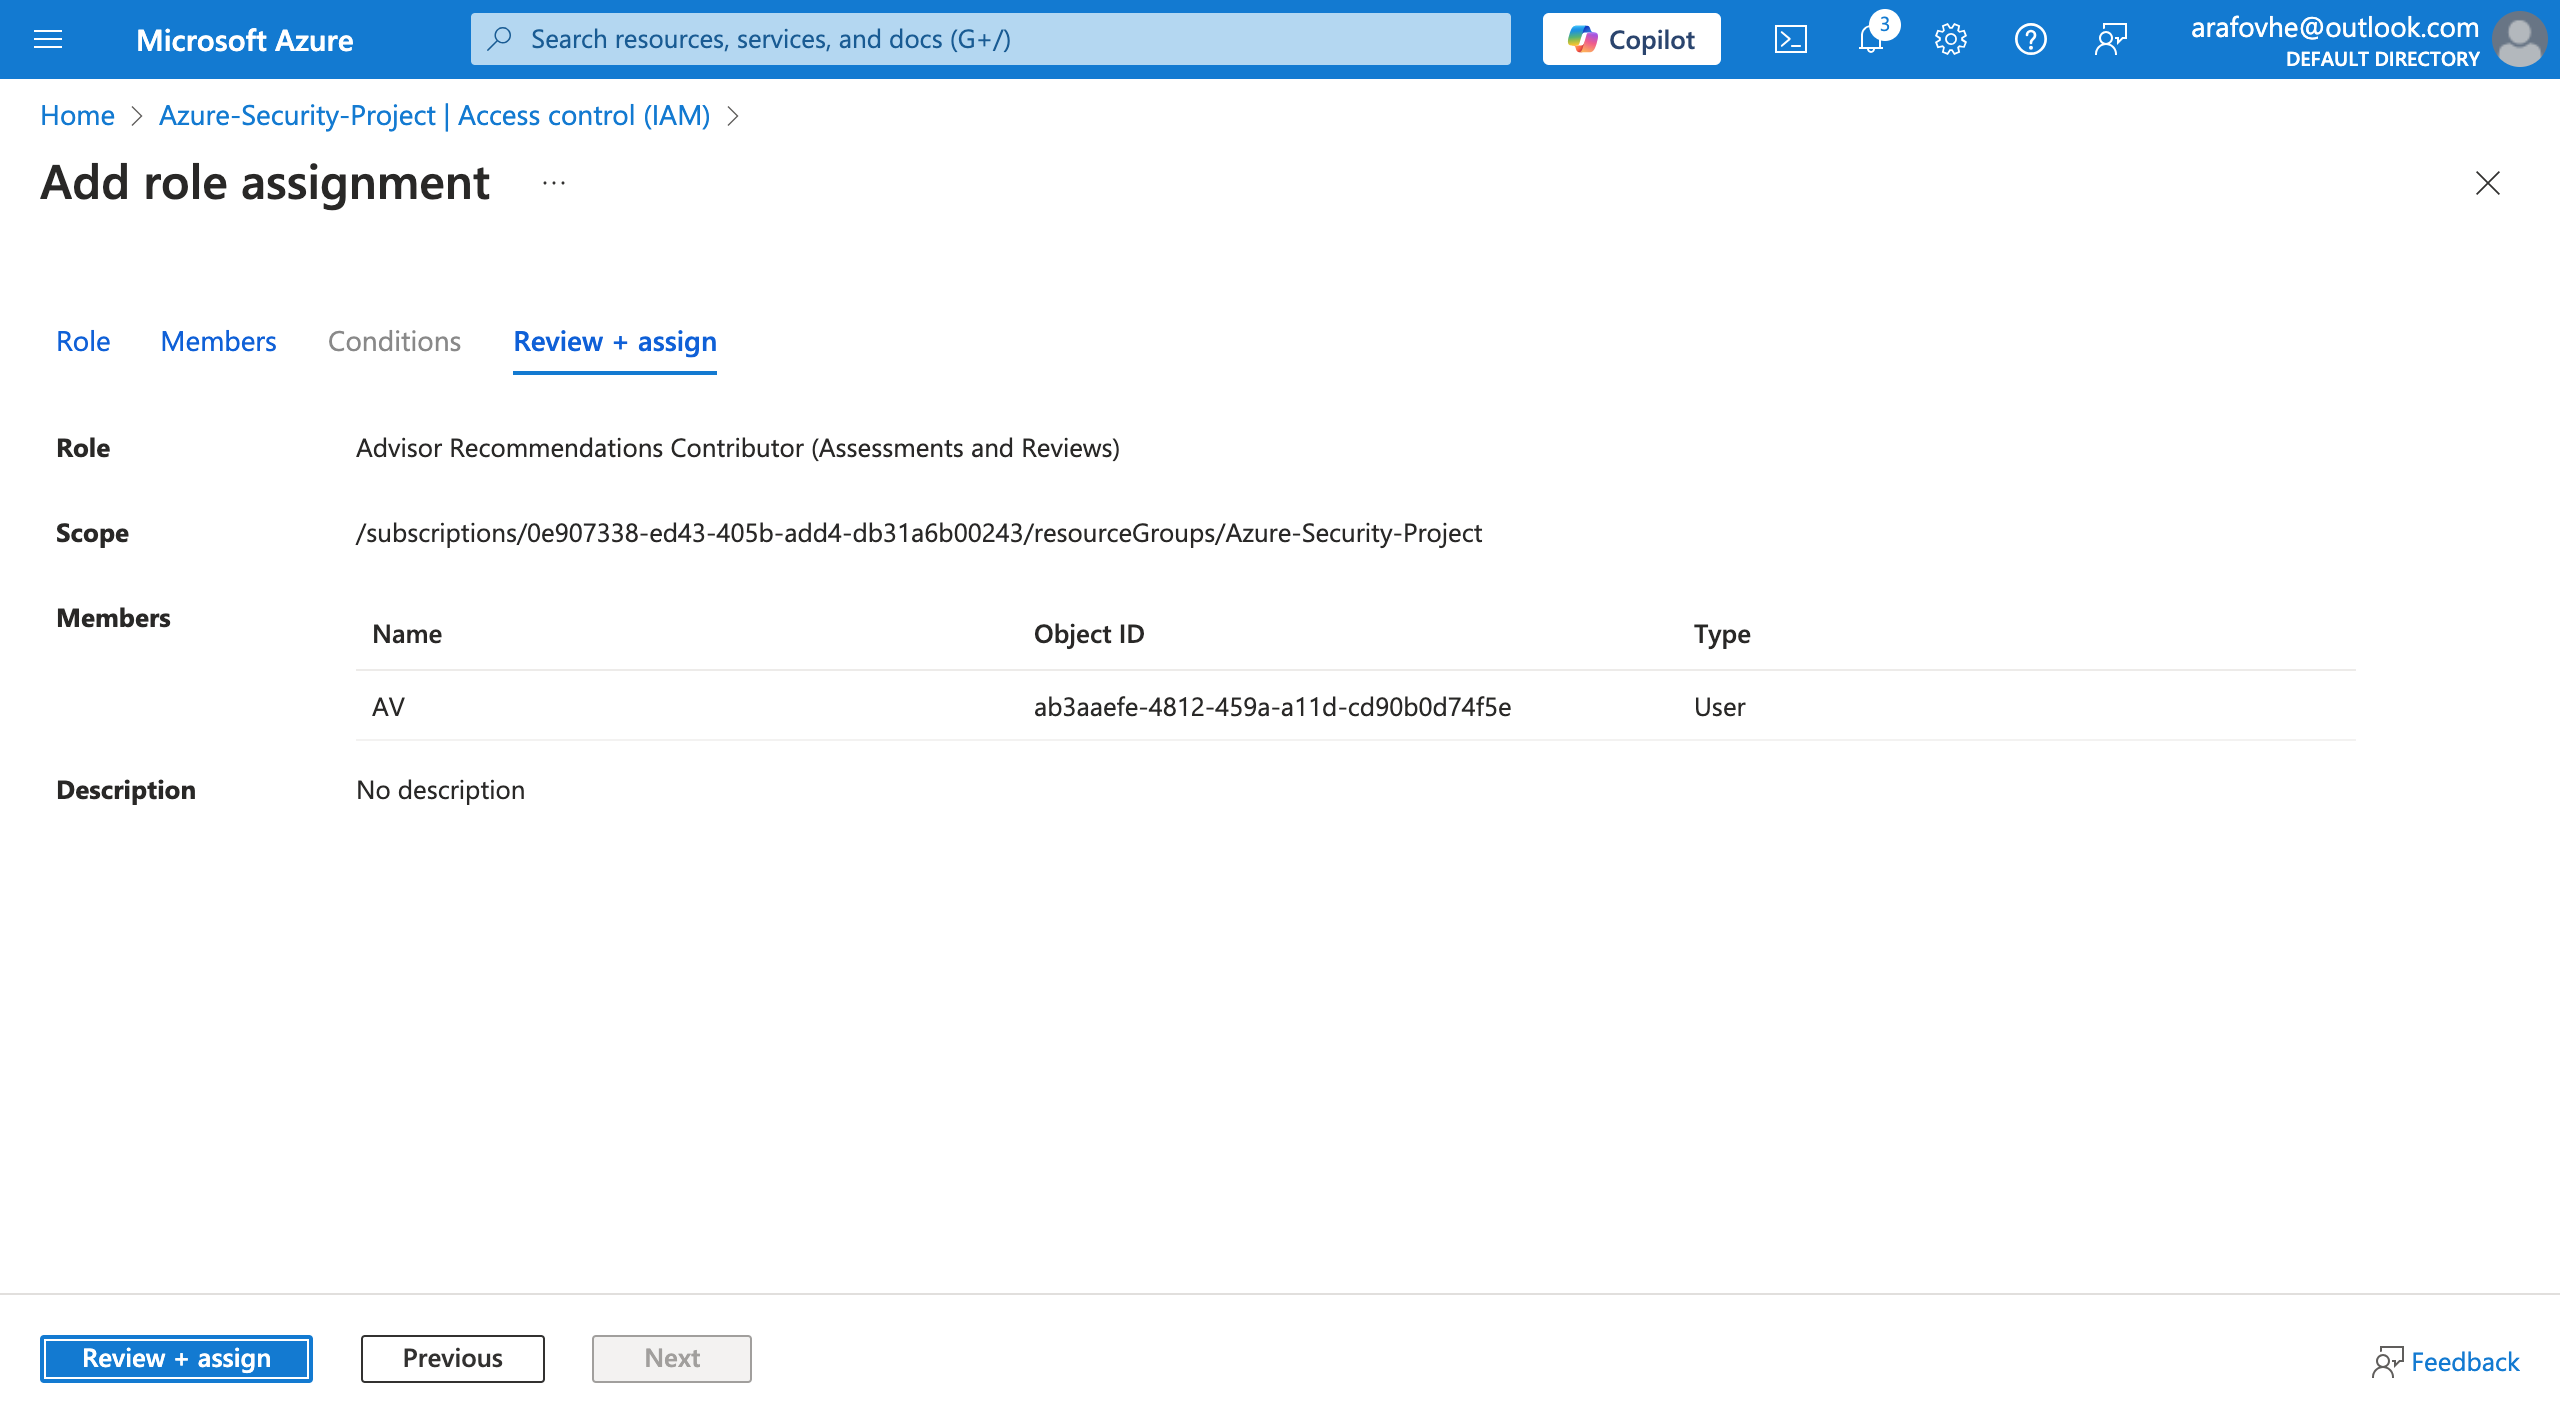 Microsoft Azure
Search resources, services, and docs (G+/)
Copilot
3
arafovhe@outlook.com
DEFAULT DIRECTORY
Home > Azure-Security-Project | Access control (IAM) >
Add role assignment ...
Role Members Conditions Review + assign
Role Advisor Recommendations Contributor (Assessments and Reviews)
Scope /subscriptions/0e907338-ed43-405b-add4-db31a6b00243/resourceGroups/Azure-Security-Project
Members Name Object ID Type
AV ab3aaefe-4812-459a-a11d-cd90b0d74f5e User
Description No description
Review + assign Previous Next Feedback